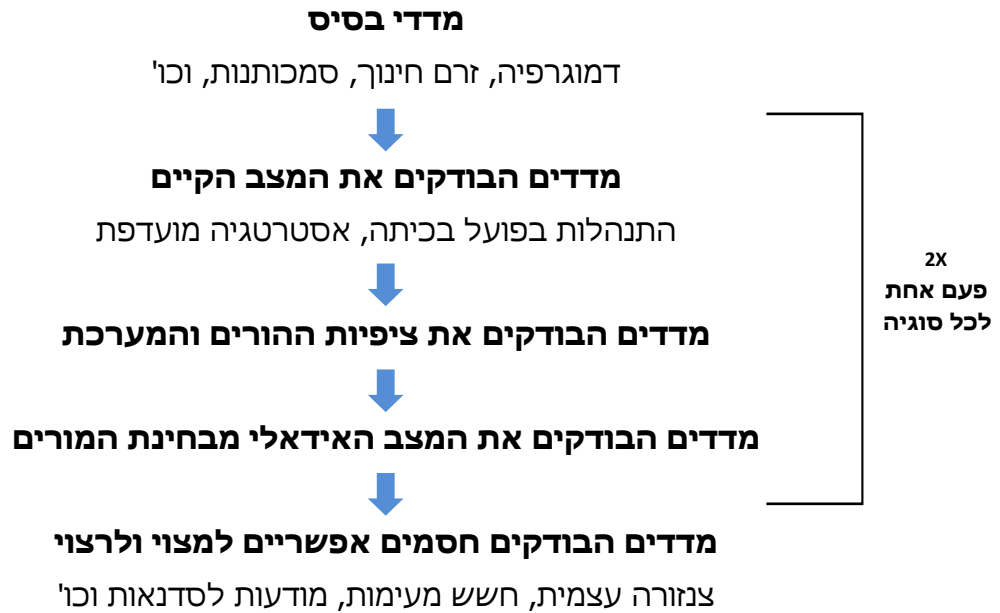 מדדי בסיס
דמוגרפיה, זרם חינוך, סמכותנות, וכו'
מדדים הבודקים את המצב הקיים
התנהלות בפועל בכיתה, אסטרטגיה מועדפת
מדדים הבודקים את ציפיות ההורים והמערכת
מדדים הבודקים את המצב האידאלי מבחינת המורים
מדדים הבודקים חסמים אפשריים למצוי ולרצוי
צנזורה עצמית, חשש מעימות, מודעות לסדנאות וכו'
2X
פעם אחת
לכל סוגיה